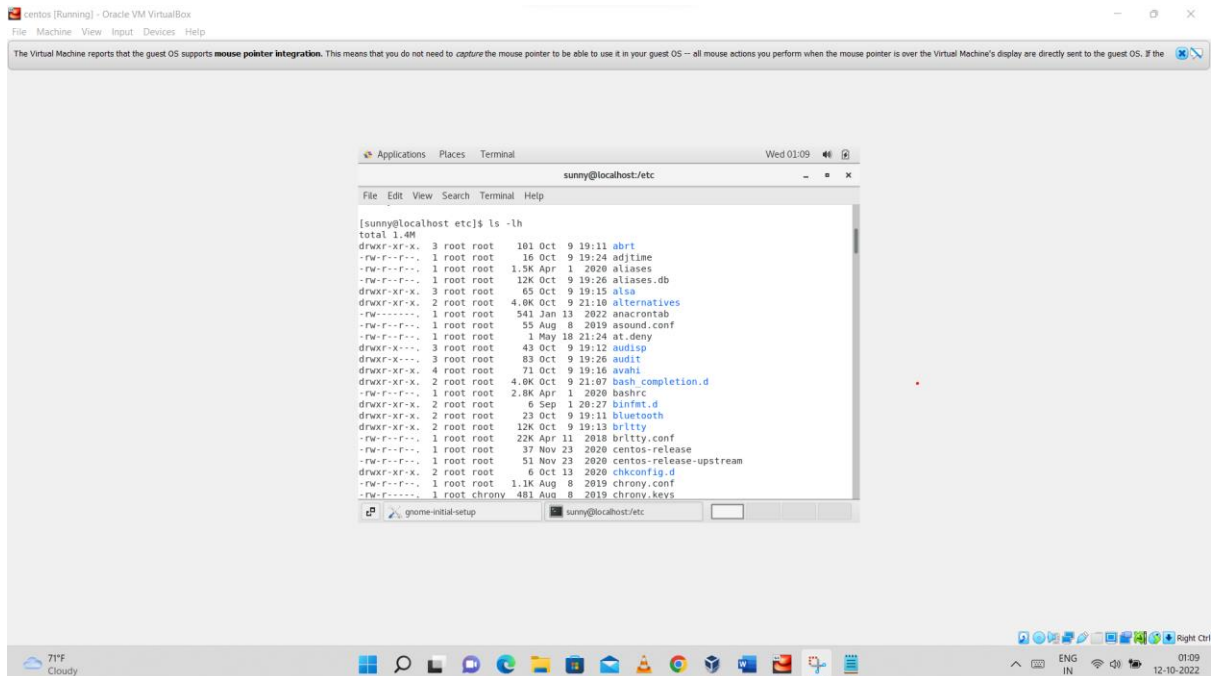 centos [Running] - Oracle VM VirtualBox
File Machine View Input Devices Help
The Virtual Machine reports that the guest OS supports mouse pointer integration. This means that you do not need to capture the mouse pointer to be able to use it in your guest OS -- all mouse actions you perform when the mouse pointer is over the Virtual Machine's display are directly sent to the guest OS. If the
Applications Places Terminal Wed 01:09
sunny@localhost:/etc
File Edit View Search Terminal Help
[sunny@localhost etc]$ ls -lh
total 1.4M
drwxr-xr-x. 3 root root 101 Oct 9 19:11 abrt
-rw-r--r--. 1 root root 16 Oct 9 19:24 adjtime
-rw-r--r--. 1 root root 1.5K Apr 1 2020 aliases
-rw-r--r--. 1 root root 12K Oct 9 19:26 aliases.db
drwxr-xr-x. 3 root root 65 Oct 9 19:15 alsa
drwxr-xr-x. 2 root root 4.0K Oct 9 21:10 alternatives
-rw-------. 1 root root 541 Jan 13 2022 anacrontab
-rw-r--r--. 1 root root 55 Aug 8 2019 asound.conf
-rw-r--r--. 1 root root 1 May 18 21:24 at.deny
drwxr-x---. 3 root root 43 Oct 9 19:12 audisp
drwxr-x---. 3 root root 83 Oct 9 19:26 audit
drwxr-xr-x. 4 root root 71 Oct 9 19:16 avahi
drwxr-xr-x. 2 root root 4.0K Oct 9 21:07 bash_completion.d
-rw-r--r--. 1 root root 2.8K Apr 1 2020 bashrc
drwxr-xr-x. 2 root root 6 Sep 1 20:27 binfmt.d
drwxr-xr-x. 2 root root 23 Oct 9 19:11 bluetooth
drwxr-xr-x. 2 root root 12K Oct 9 19:13 brltty
-rw-r--r--. 1 root root 22K Apr 11 2018 brltty.conf
-rw-r--r--. 1 root root 37 Nov 23 2020 centos-release
-rw-r--r--. 1 root root 51 Nov 23 2020 centos-release-upstream
drwxr-xr-x. 2 root root 6 Oct 13 2020 chkconfig.d
-rw-r--r--. 1 root root 1.1K Aug 8 2019 chrony.conf
-rw-r-----. 1 root chrony 481 Aug 8 2019 chrony.keys
gnome-initial-setup sunny@localhost:/etc
Right Ctrl
71°F
Cloudy
ENG
IN
01:09
12-10-2022